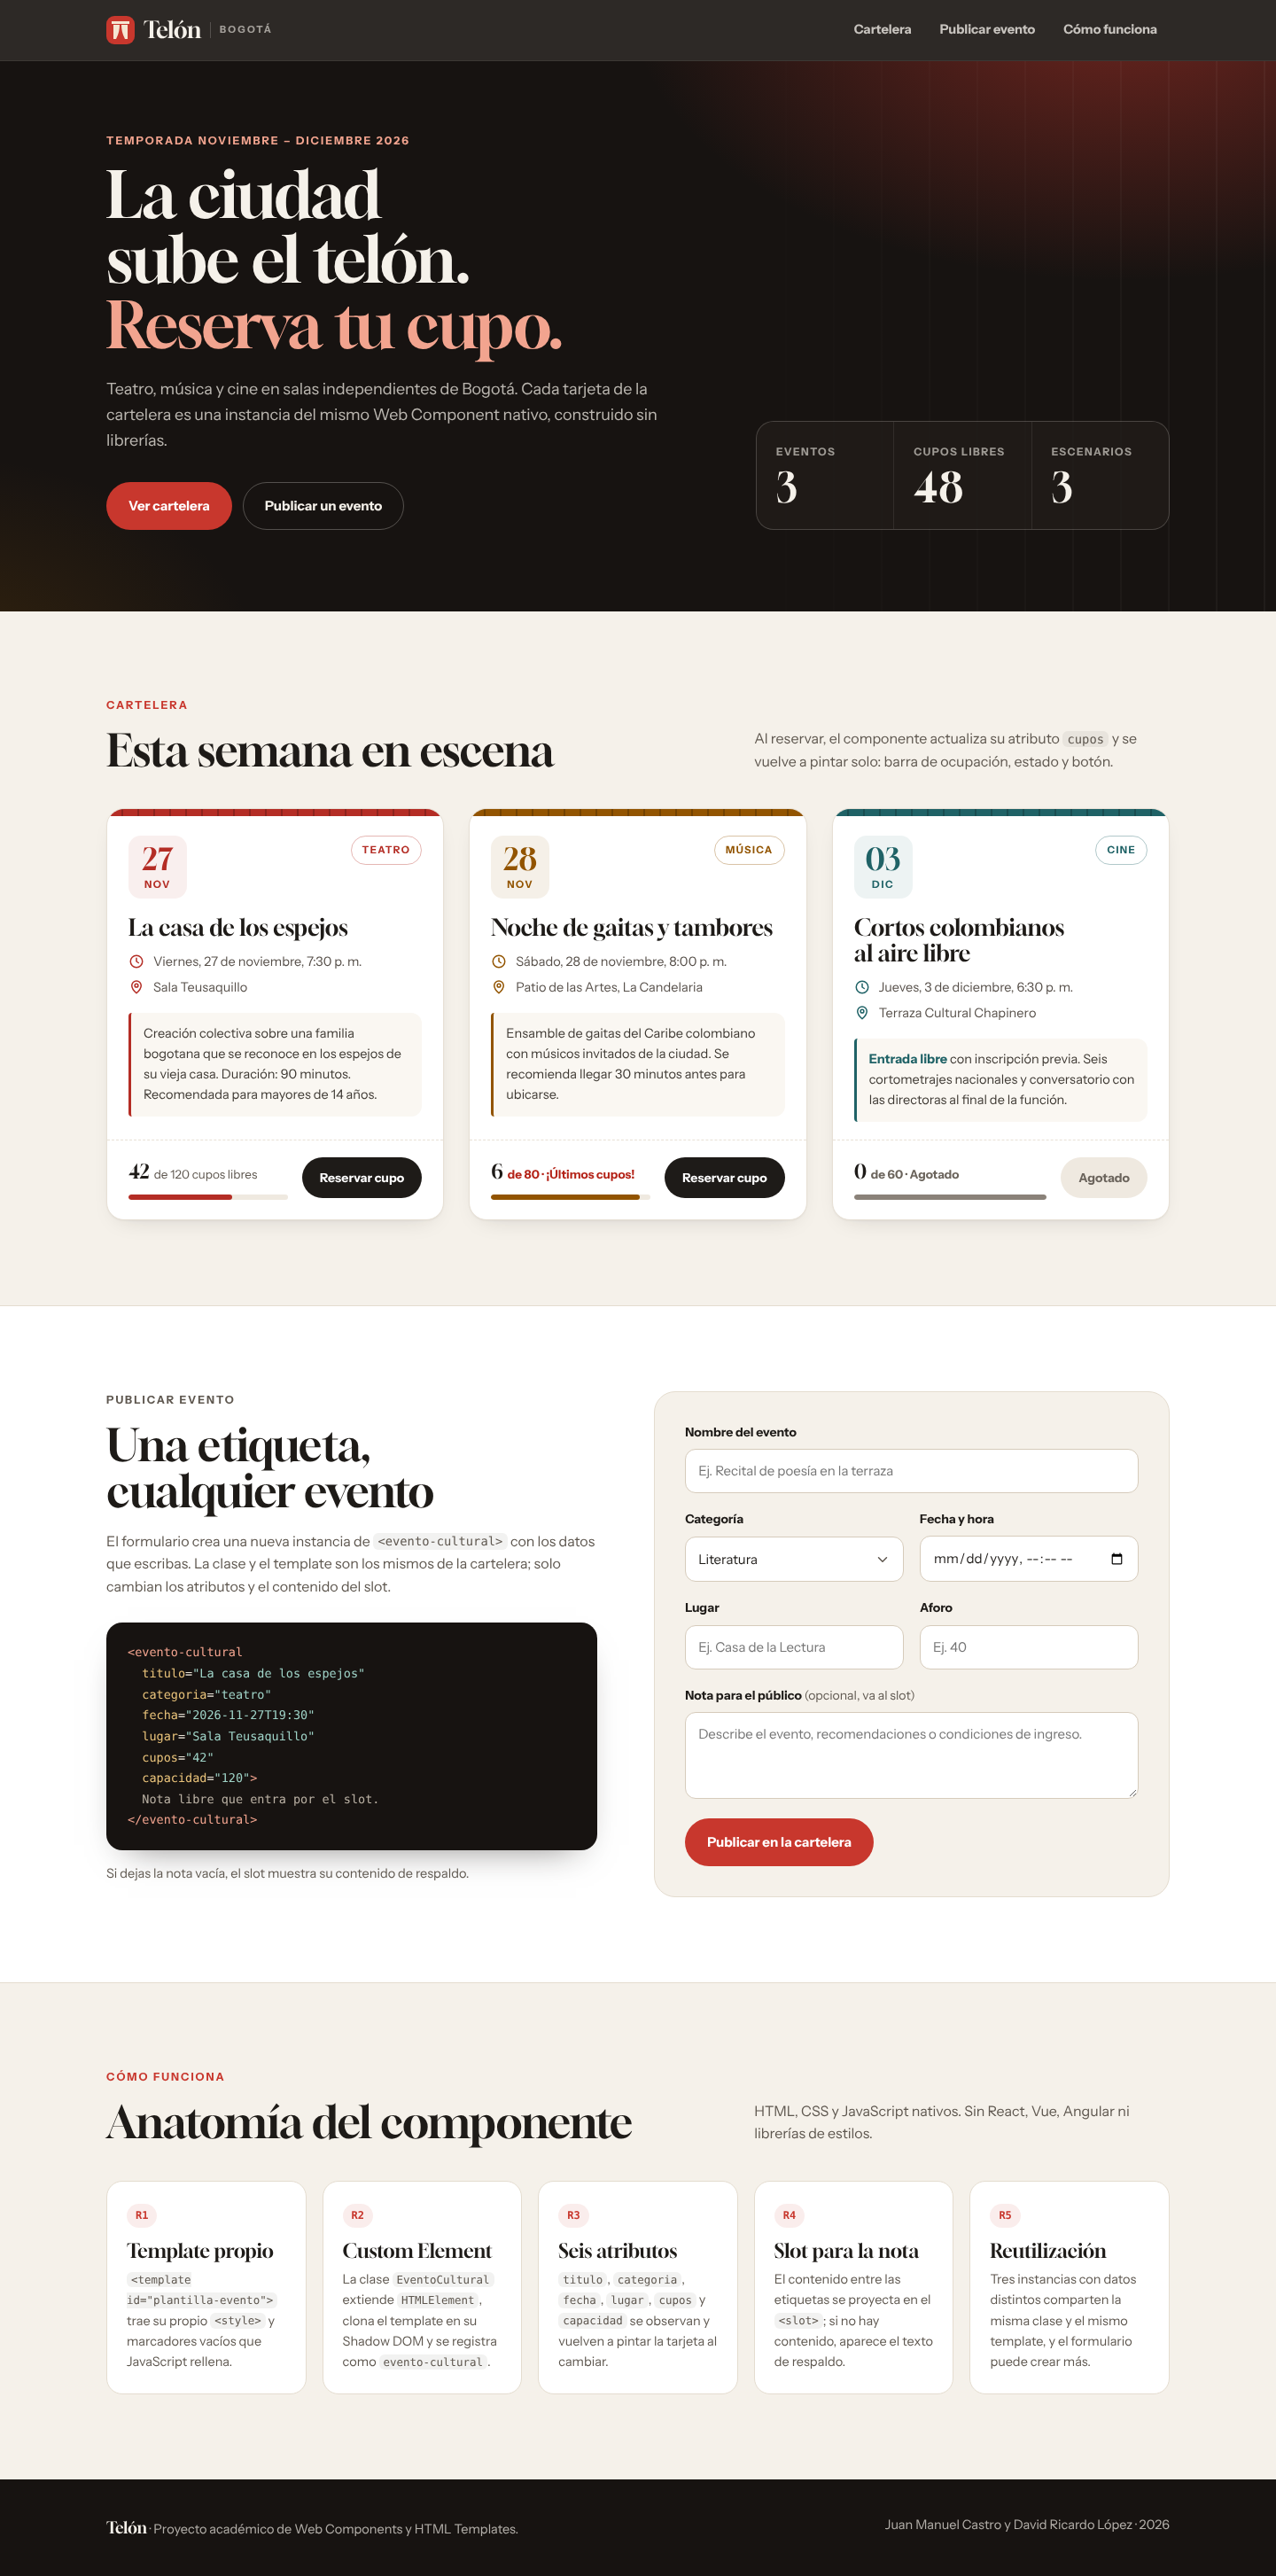 Telón
BOGOTÁ
Cartelera
Publicar evento
Cómo funciona
TEMPORADA NOVIEMBRE – DICIEMBRE 2026
La ciudad
sube el telón.
Reserva tu cupo.
Teatro, música y cine en salas independientes de Bogotá. Cada tarjeta de la
cartelera es una instancia del mismo Web Component nativo, construido sin
librerías.
Ver cartelera
Publicar un evento
EVENTOS
3
CUPOS LIBRES
48
ESCENARIOS
3
CARTELERA
Esta semana en escena
Al reservar, el componente actualiza su atributo cupos y se
vuelve a pintar solo: barra de ocupación, estado y botón.
27
NOV
TEATRO
La casa de los espejos
Viernes, 27 de noviembre, 7:30 p. m.
Sala Teusaquillo
Creación colectiva sobre una familia
bogotana que se reconoce en los espejos de
su vieja casa. Duración: 90 minutos.
Recomendada para mayores de 14 años.
42 de 120 cupos libres
Reservar cupo
28
NOV
MÚSICA
Noche de gaitas y tambores
Sábado, 28 de noviembre, 8:00 p. m.
Patio de las Artes, La Candelaria
Ensamble de gaitas del Caribe colombiano
con músicos invitados de la ciudad. Se
recomienda llegar 30 minutos antes para
ubicarse.
6 de 80 · ¡Últimos cupos!
Reservar cupo
03
DIC
CINE
Cortos colombianos
al aire libre
Jueves, 3 de diciembre, 6:30 p. m.
Terraza Cultural Chapinero
Entrada libre con inscripción previa. Seis
cortometrajes nacionales y conversatorio con
las directoras al final de la función.
0 de 60 · Agotado
Agotado
PUBLICAR EVENTO
Una etiqueta,
cualquier evento
El formulario crea una nueva instancia de <evento-cultural> con los datos
que escribas. La clase y el template son los mismos de la cartelera; solo
cambian los atributos y el contenido del slot.
<evento-cultural
titulo="La casa de los espejos"
categoria="teatro"
fecha="2026-11-27T19:30"
lugar="Sala Teusaquillo"
cupos="42"
capacidad="120">
Nota libre que entra por el slot.
</evento-cultural>
Si dejas la nota vacía, el slot muestra su contenido de respaldo.
Nombre del evento
Ej. Recital de poesía en la terraza
Categoría
Fecha y hora
Literatura
mm/dd/yyyy, --:-- --
Lugar
Aforo
Ej. Casa de la Lectura
Ej. 40
Nota para el público (opcional, va al slot)
Describe el evento, recomendaciones o condiciones de ingreso.
Publicar en la cartelera
CÓMO FUNCIONA
Anatomía del componente
HTML, CSS y JavaScript nativos. Sin React, Vue, Angular ni
librerías de estilos.
R1
Template propio
<template
id="plantilla-evento">
trae su propio <style> y
marcadores vacíos que
JavaScript rellena.
R2
Custom Element
La clase EventoCultural
extiende HTMLElement,
clona el template en su
Shadow DOM y se registra
como evento-cultural.
R3
Seis atributos
titulo, categoria,
fecha, lugar, cupos y
capacidad se observan y
vuelven a pintar la tarjeta al
cambiar.
R4
Slot para la nota
El contenido entre las
etiquetas se proyecta en el
<slot>; si no hay
contenido, aparece el texto
de respaldo.
R5
Reutilización
Tres instancias con datos
distintos comparten la
misma clase y el mismo
template, y el formulario
puede crear más.
Telón · Proyecto académico de Web Components y HTML Templates.
Juan Manuel Castro y David Ricardo López · 2026